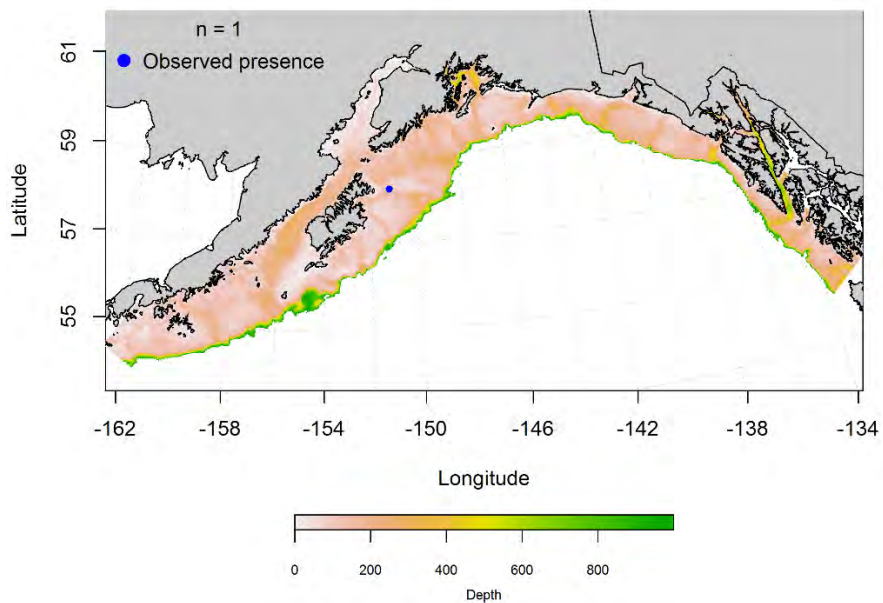 n = 1
Observed presence
Latitude
61
59
57
55
-162 -158 -154 -150 -146 -142 -138 -134
Longitude
0 200 400 600 800
Depth